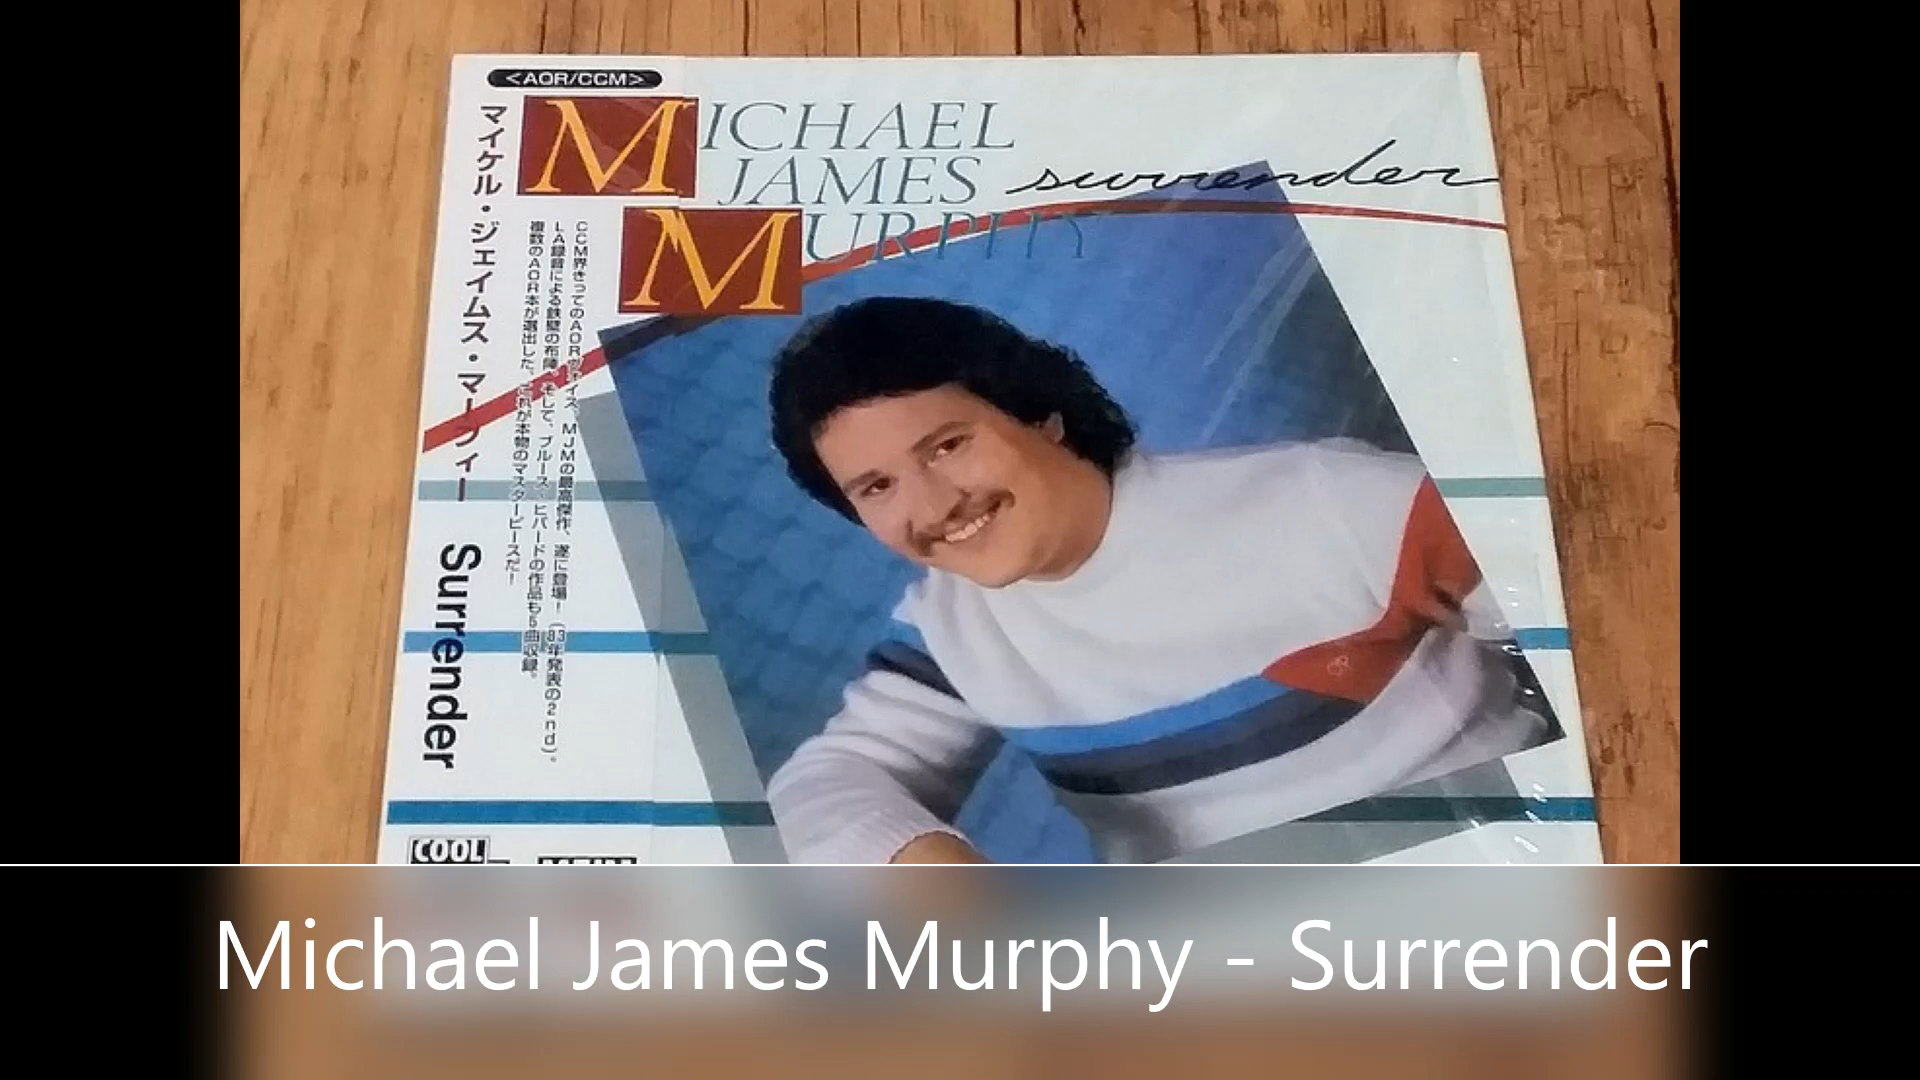 <AOR/CCM>
MICHAEL
JAMES
MURPHY
surrender
マイケル・ジェイムス・マーフィー Surrender
CCM界きってのAORヴォイス、MJMの最高傑作、遂に登場!(83年発表の2nd)。
LA録音による鉄壁の布陣、そして、ブルース・ヒバードの作品も5曲収録。
複数のAOR本が選出した、これが本物のマスターピースだ!
COOL
Michael James Murphy - Surrender